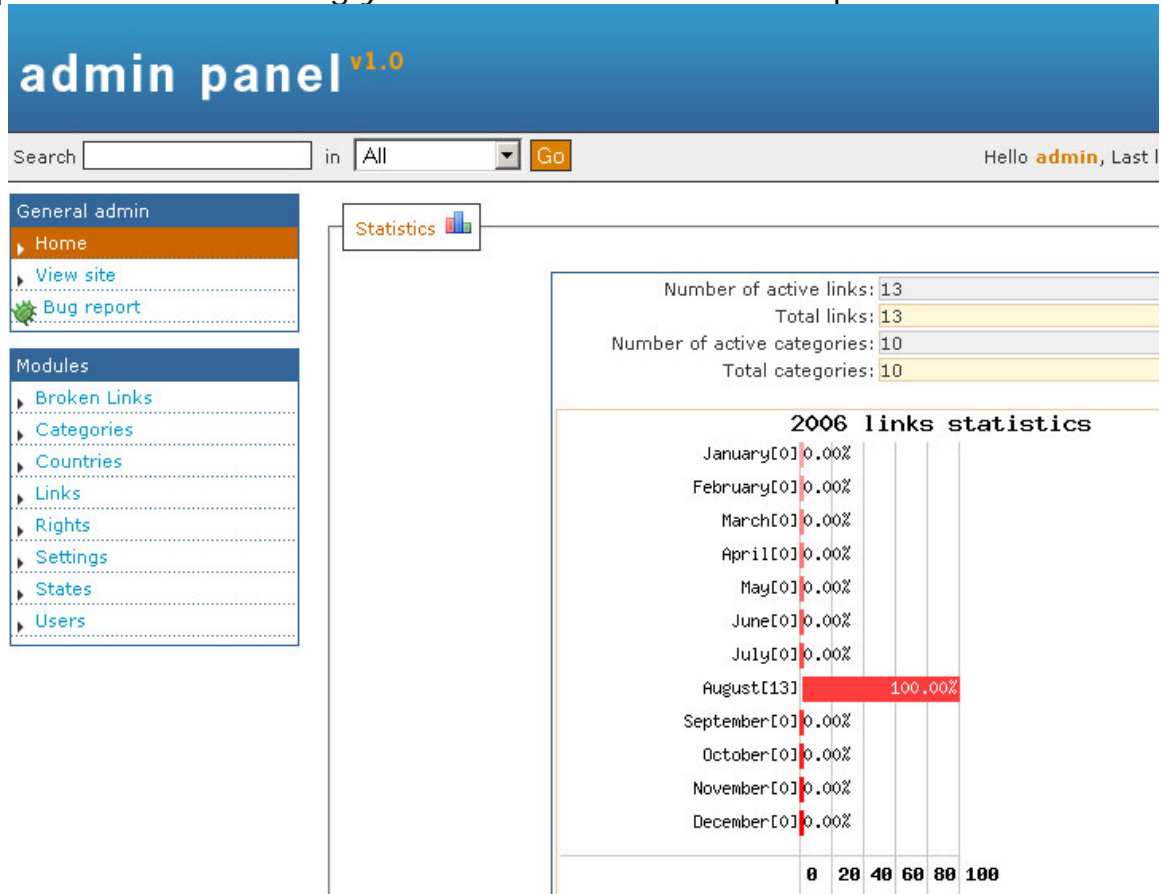 admin panel v1.0
Search in All Go Hello admin, Last
General admin
Home
View site
Bug report
Modules
Broken Links
Categories
Countries
Links
Rights
Settings
States
Users
Statistics
Number of active links: 13
Total links: 13
Number of active categories: 10
Total categories: 10
2006 links statistics
January[0] 0.00%
February[0] 0.00%
March[0] 0.00%
April[0] 0.00%
May[0] 0.00%
June[0] 0.00%
July[0] 0.00%
August[13] 100.00%
September[0] 0.00%
October[0] 0.00%
November[0] 0.00%
December[0] 0.00%
0 20 40 60 80 100